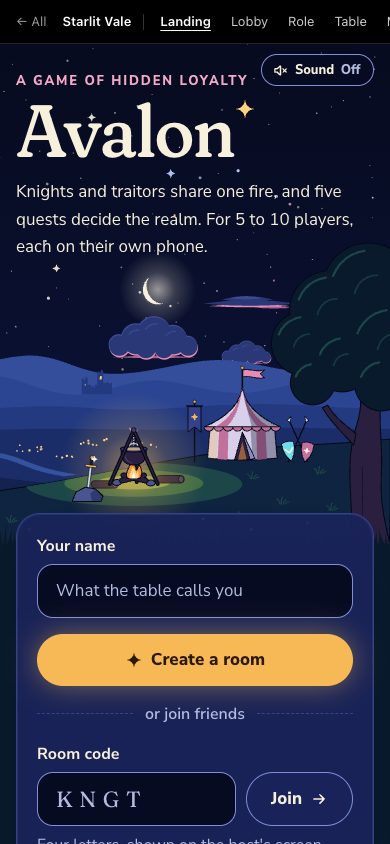 ← All Starlit Vale Landing Lobby Role Table
Sound Off
A GAME OF HIDDEN LOYALTY
Avalon
Knights and traitors share one fire, and five
quests decide the realm. For 5 to 10 players,
each on their own phone.
Your name
What the table calls you
Create a room
or join friends
Room code
KNGT
Join →
Four letters, shown on the host's screen